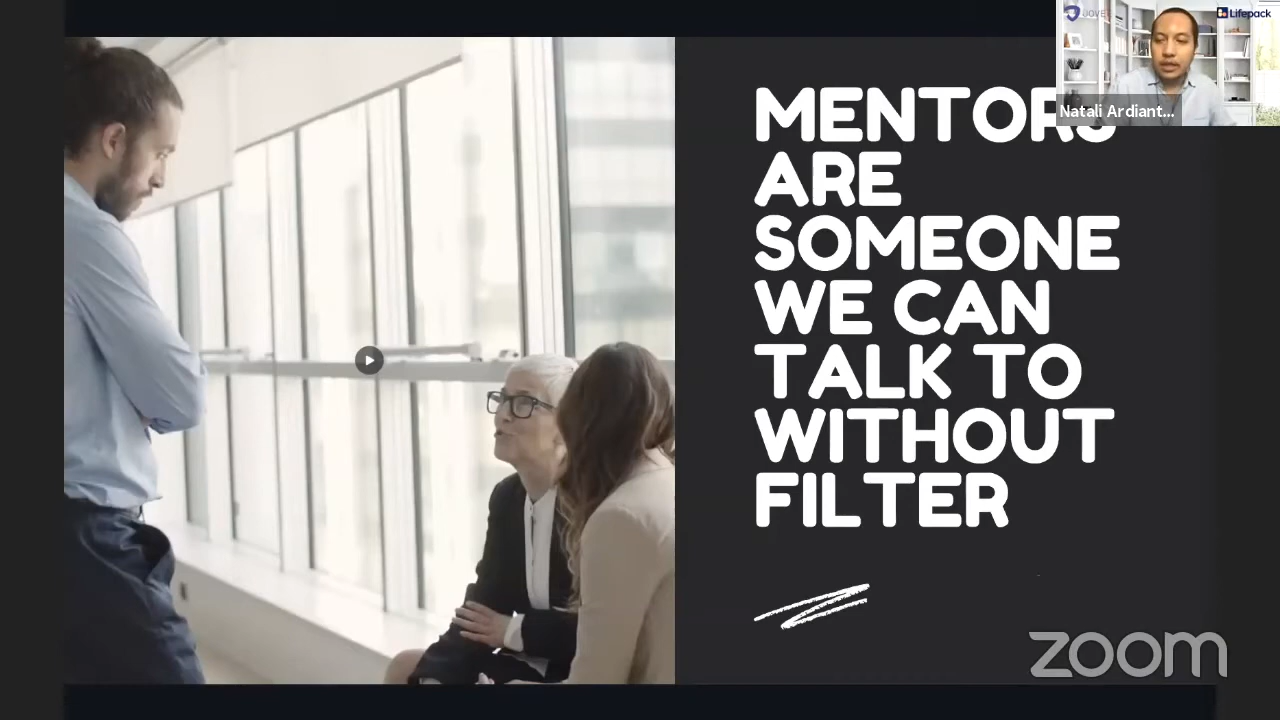 MENTORS
ARE
SOMEONE
WE CAN
TALK TO
WITHOUT
FILTER
Lifepack
Natali Ardiant...
zoom